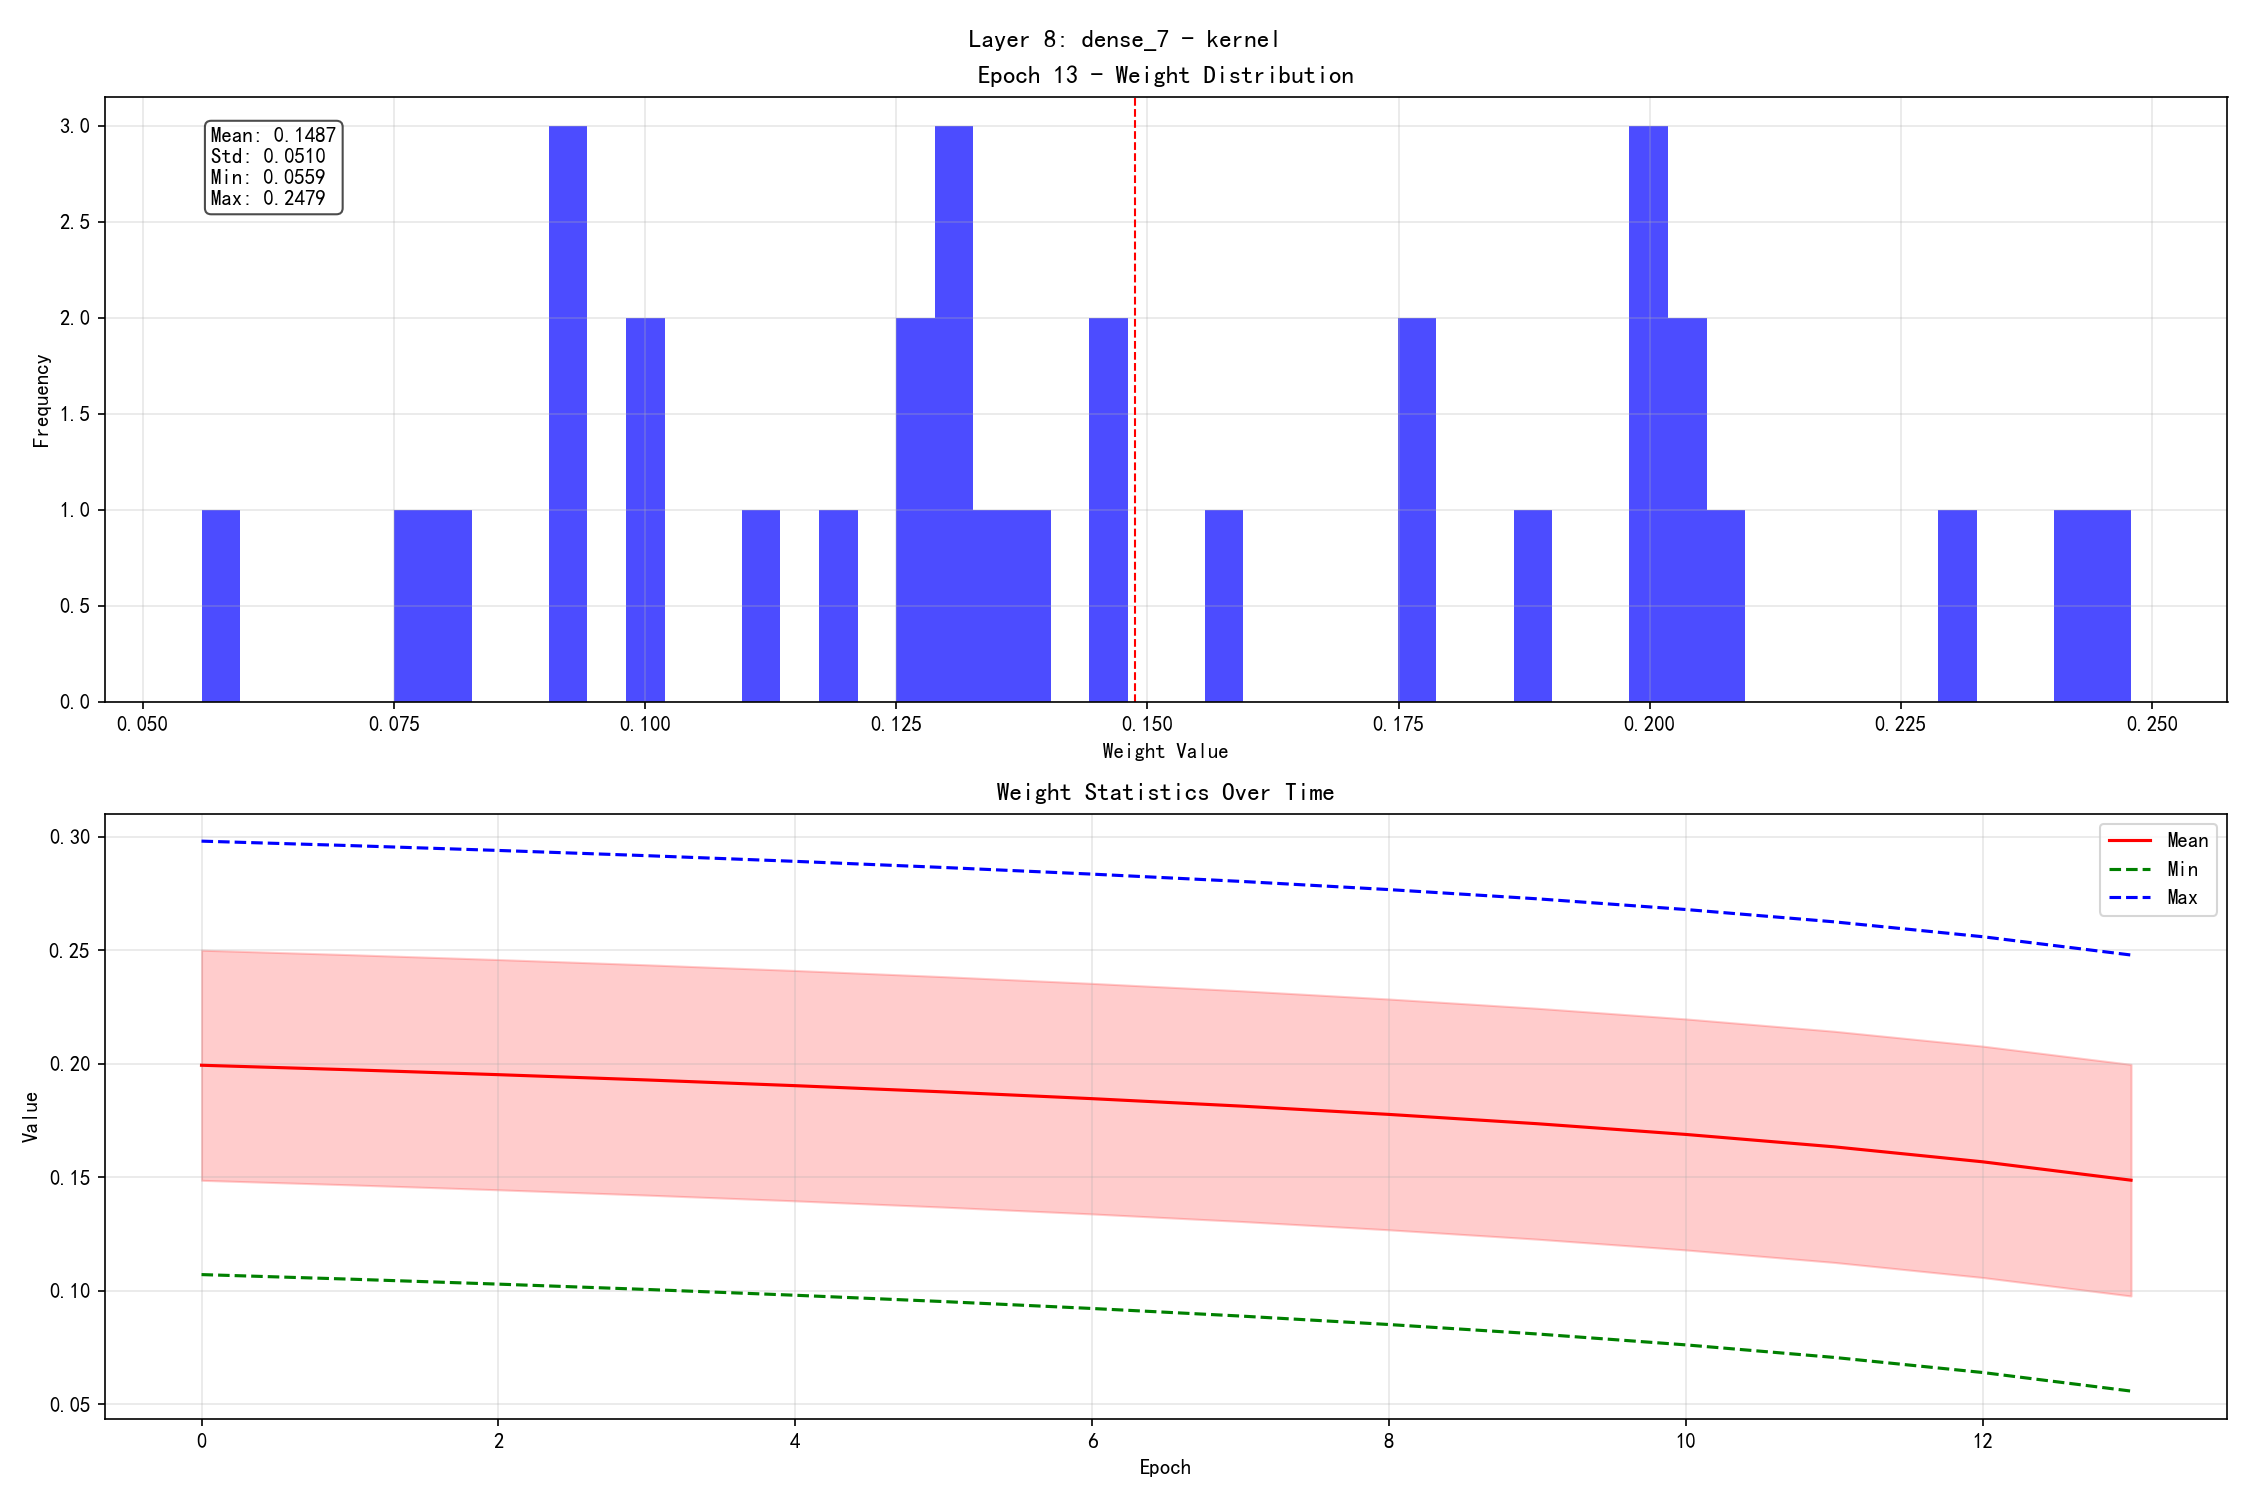 Layer 8: dense_7 - kernel
Epoch 13 - Weight Distribution
Mean: 0.1487
Std: 0.0510
Min: 0.0559
Max: 0.2479
3.0
2.5
2.0
1.5
1.0
0.5
0.0
Frequency
0.050 0.075 0.100 0.125 0.150 0.175 0.200 0.225 0.250
Weight Value
Weight Statistics Over Time
Mean
Min
Max
0.30
0.25
0.20
0.15
0.10
0.05
Value
0 2 4 6 8 10 12
Epoch